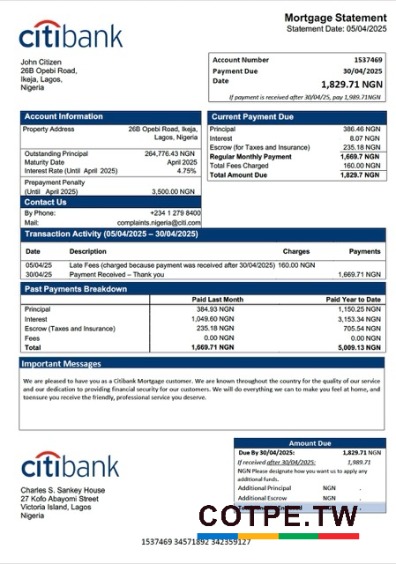 citibank
Mortgage Statement
Statement Date: 05/04/2025
John Citizen
26B Opebi Road,
Ikeja, Lagos,
Nigeria
Account Number 1537469
Payment Due 30/04/2025
Date 1,829.71 NGN
If payment is received after 30/04/25, pay 1,989.71NGN
Account Information
Property Address 26B Opebi Road, Ikeja,
Lagos, Nigeria
Outstanding Principal 264,776.43 NGN
Maturity Date April 2025
Interest Rate (Until April 2025) 4.75%
Prepayment Penalty
(Until April 2025) 3,500.00 NGN
Contact Us
By Phone: +234 1 279 8400
Mail: complaints.nigeria@citi.com
Current Payment Due
Principal 386.46 NGN
Interest 8.07 NGN
Escrow (for Taxes and Insurance) 235.18 NGN
Regular Monthly Payment 1,669.7 NGN
Total Fees Charged 160.00 NGN
Total Amount Due 1,829.7 NGN
Transaction Activity (05/04/2025 – 30/04/2025)
Date Description Charges Payments
05/04/25 Late Fees (charged because payment was received after 30/04/2025) 160.00 NGN
30/04/25 Payment Received – Thank you 1,669.71 NGN
Past Payments Breakdown
Paid Last Month Paid Year to Date
Principal 384.93 NGN 1,150.25 NGN
Interest 1,049.60 NGN 3,153.34 NGN
Escrow (Taxes and Insurance) 235.18 NGN 705.54 NGN
Fees 0.00 NGN 0.00 NGN
Total 1,669.71 NGN 5,009.13 NGN
Important Messages
We are pleased to have you as a Citibank Mortgage customer. We are known throughout the country for the quality of our service
and our dedication to providing financial security for our customers. We will do everything we can to make you feel at home, and
toensure you receive the friendly, professional service you deserve.
citibank
Charles S. Sankey House
27 Kofo Abayomi Street
Victoria Island, Lagos
Nigeria
Amount Due
Due By 30/04/2025: 1,829.71 NGN
If received after 30/04/2025: 1,989.71
NGN Please designate how you want us to apply any
additional funds.
Additional Principal NGN .
Additional Escrow NGN .
COTPE.TW
1537469 34571892 342359127